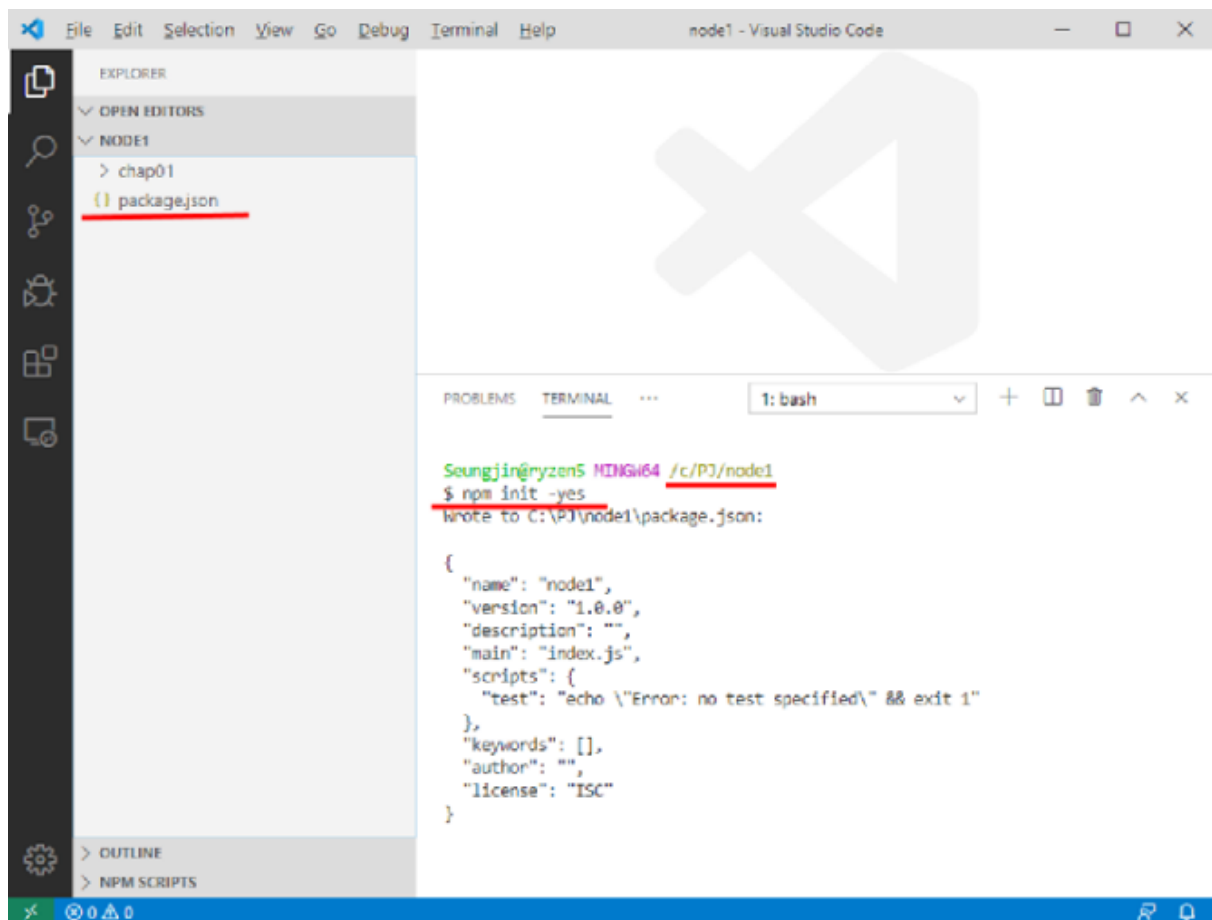 File Edit Selection View Go Debug Terminal Help node1 - Visual Studio Code
EXPLORER
OPEN EDITORS
NODE1
chap01
{} package.json
PROBLEMS TERMINAL ··· 1: bash
Seungjin@ryzen5 MINGW64 /c/PJ/node1
$ npm init -yes
Wrote to C:\PJ\node1\package.json:
{
"name": "node1",
"version": "1.0.0",
"description": "",
"main": "index.js",
"scripts": {
"test": "echo \"Error: no test specified\" && exit 1"
},
"keywords": [],
"author": "",
"license": "ISC"
}
OUTLINE
NPM SCRIPTS
0 0